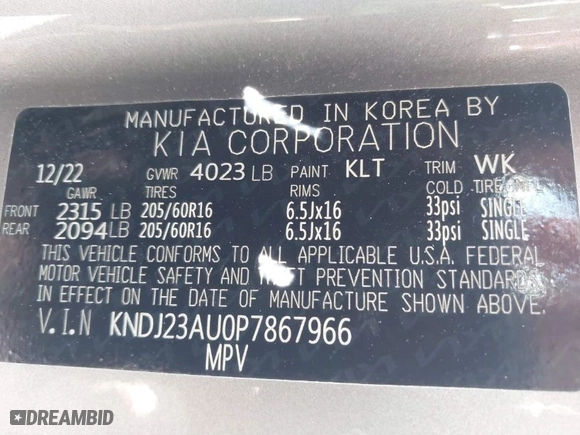 MANUFACTURED IN KOREA BY
KIA CORPORATION
12/22 GVWR 4023 LB PAINT KLT TRIM WK
GAWR TIRES RIMS COLD TIRE INFL
FRONT 2315 LB 205/60R16 6.5Jx16 33psi SINGLE
REAR 2094 LB 205/60R16 6.5Jx16 33psi SINGLE
THIS VEHICLE CONFORMS TO ALL APPLICABLE U.S.A. FEDERAL
MOTOR VEHICLE SAFETY AND THEFT PREVENTION STANDARDS
IN EFFECT ON THE DATE OF MANUFACTURE SHOWN ABOVE.
V.I.N KNDJ23AU0P7867966
MPV
DREAMBID